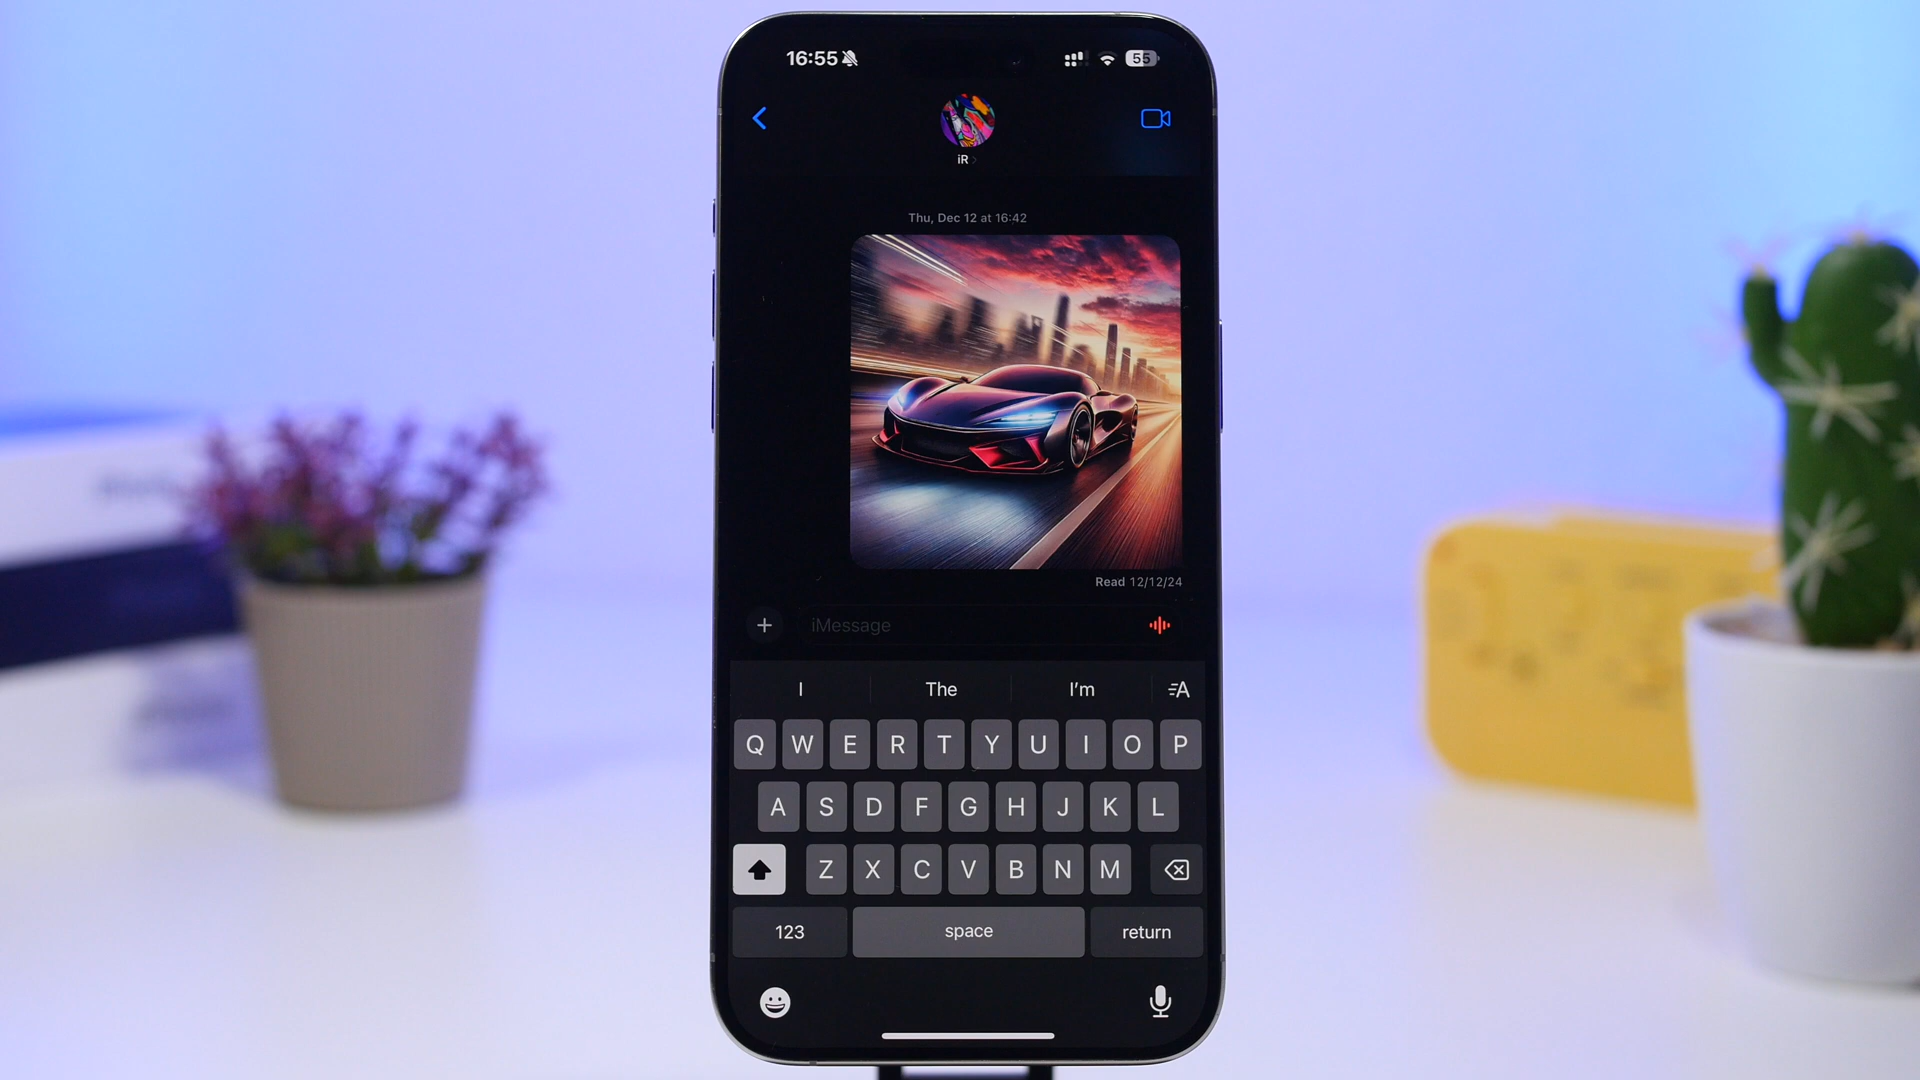 16:55
55
iR
Thu, Dec 12 at 16:42
Read 12/12/24
iMessage
I The I'm A
Q W E R T Y U I O P
A S D F G H J K L
Z X C V B N M
123 space return